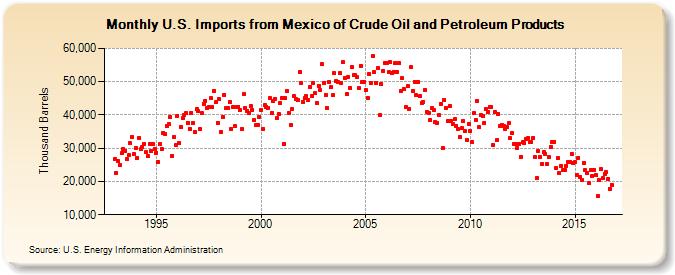 Monthly U.S. Imports from Mexico of Crude Oil and Petroleum Products
Thousand Barrels
60,000
50,000
40,000
30,000
20,000
10,000
1995 2000 2005 2010 2015
Source: U.S. Energy Information Administration